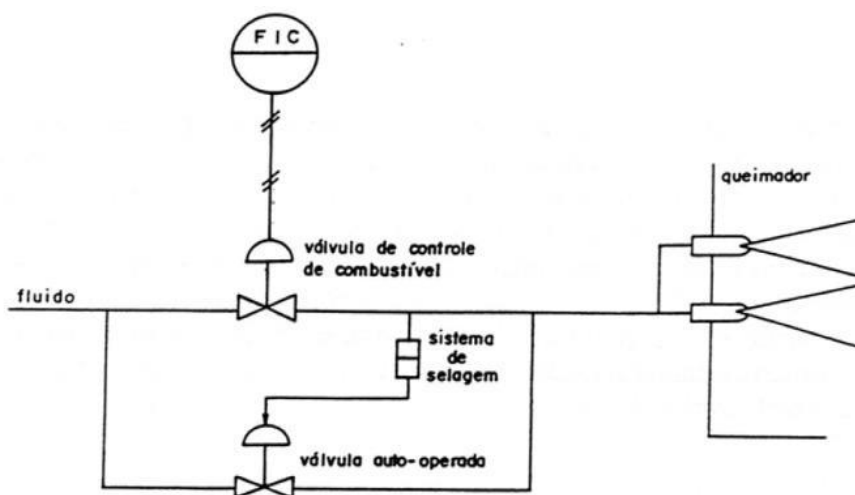 FIC
queimador
válvula de controle
de combustível
fluido
sistema
de
selagem
válvula auto-operada